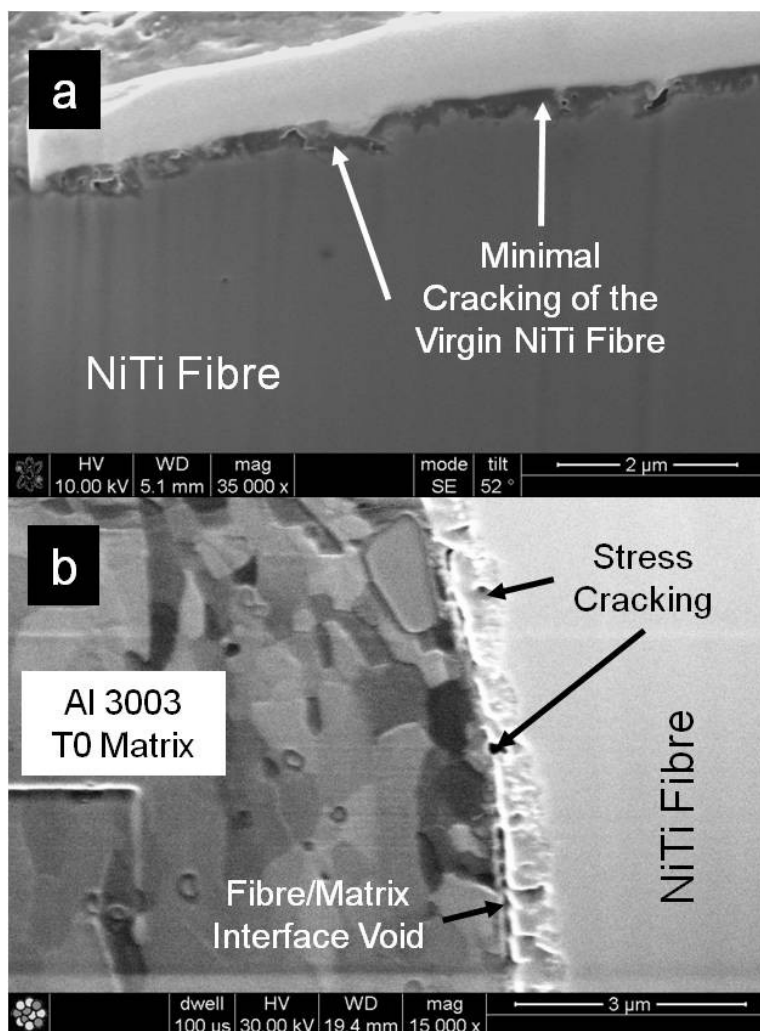 a
Minimal
Cracking of the
Virgin NiTi Fibre
NiTi Fibre
HV WD mag mode tilt
10.00 kV 5.1 mm 35 000 x SE 52 ° 2 µm
b
Stress
Cracking
Al 3003
T0 Matrix
NiTi Fibre
Fibre/Matrix
Interface Void
dwell HV WD mag
100 µs 30.00 kV 19.4 mm 15 000 x 3 µm